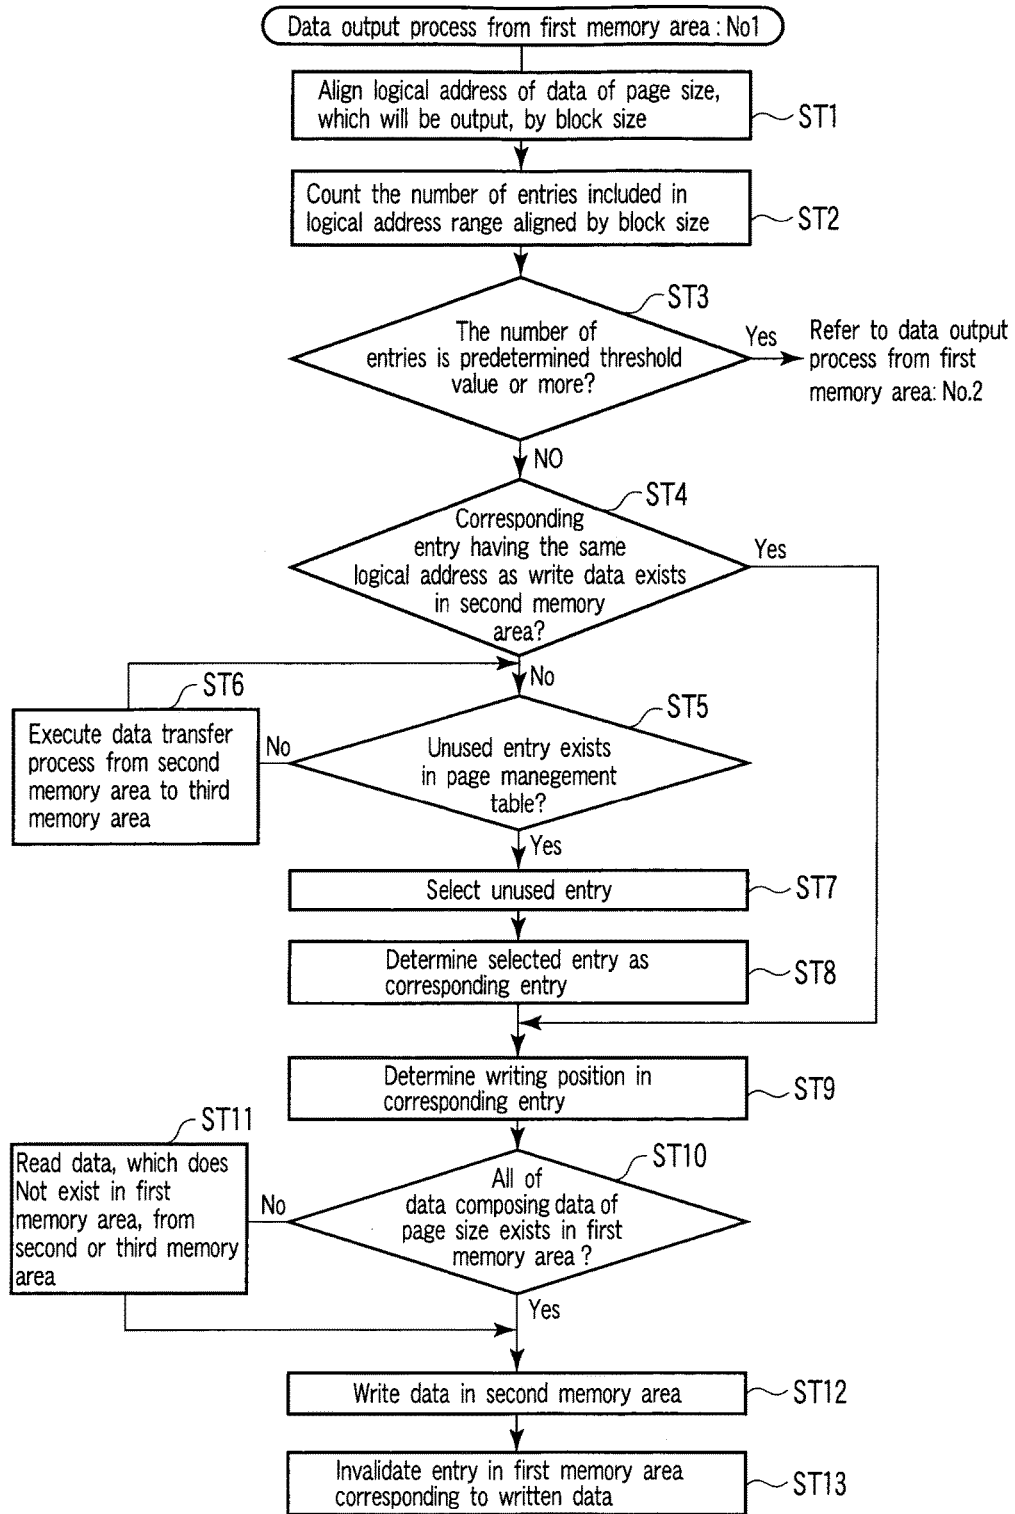 Data output process from first memory area : No1
Align logical address of data of page size,
which will be output, by block size
ST1
Count the number of entries included in
logical address range aligned by block size
ST2
ST3
The number of
entries is predetermined threshold
value or more?
Yes
Refer to data output
process from first
memory area: No.2
NO
ST4
Corresponding
entry having the same
logical address as write data exists
in second memory
area?
Yes
No
ST6
Execute data transfer
process from second
memory area to third
memory area
No
ST5
Unused entry exists
in page manegement
table?
Yes
Select unused entry
ST7
Determine selected entry as
corresponding entry
ST8
Determine writing position in
corresponding entry
ST9
ST11
Read data, which does
Not exist in first
memory area, from
second or third memory
area
No
ST10
All of
data composing data of
page size exists in first
memory area ?
Yes
Write data in second memory area
ST12
Invalidate entry in first memory area
corresponding to written data
ST13